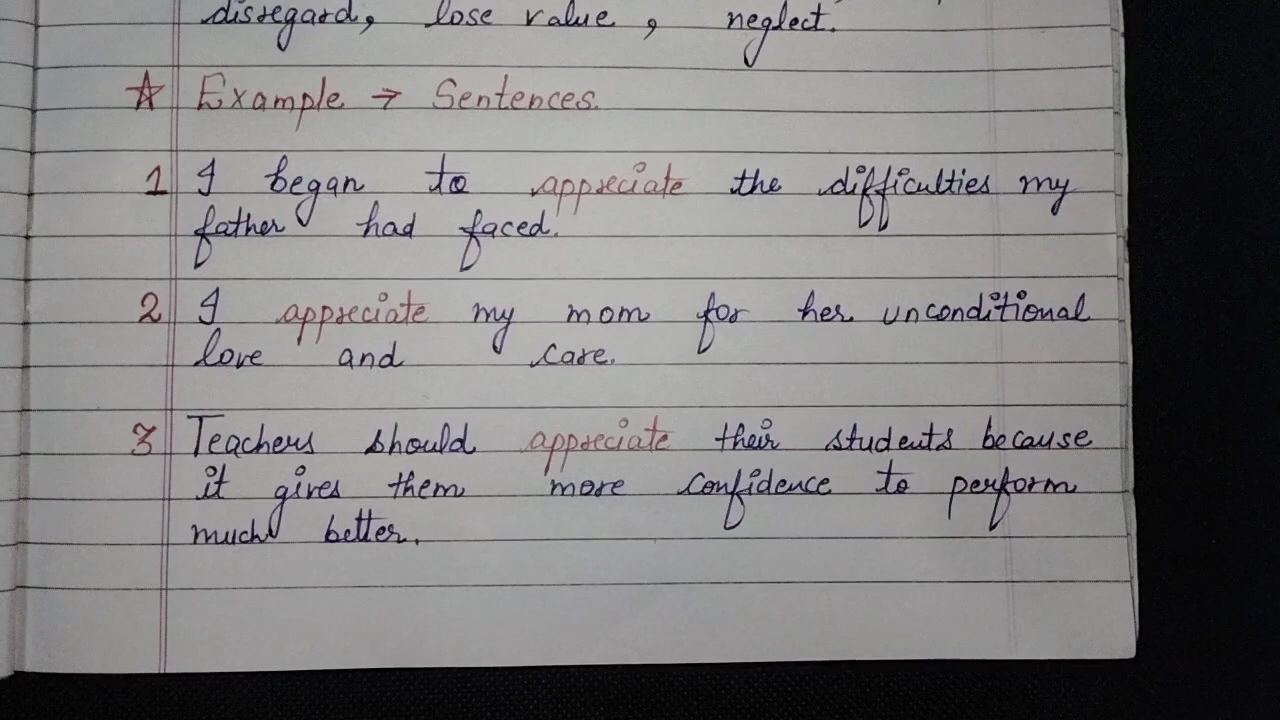 disregard, lose value, neglect.
☆ Example → Sentences.
1 I began to appreciate the difficulties my
father had faced.
2 I appreciate my mom for her unconditional
love and care.
3 Teachers should appreciate their students because
it gives them more confidence to perform
much better.